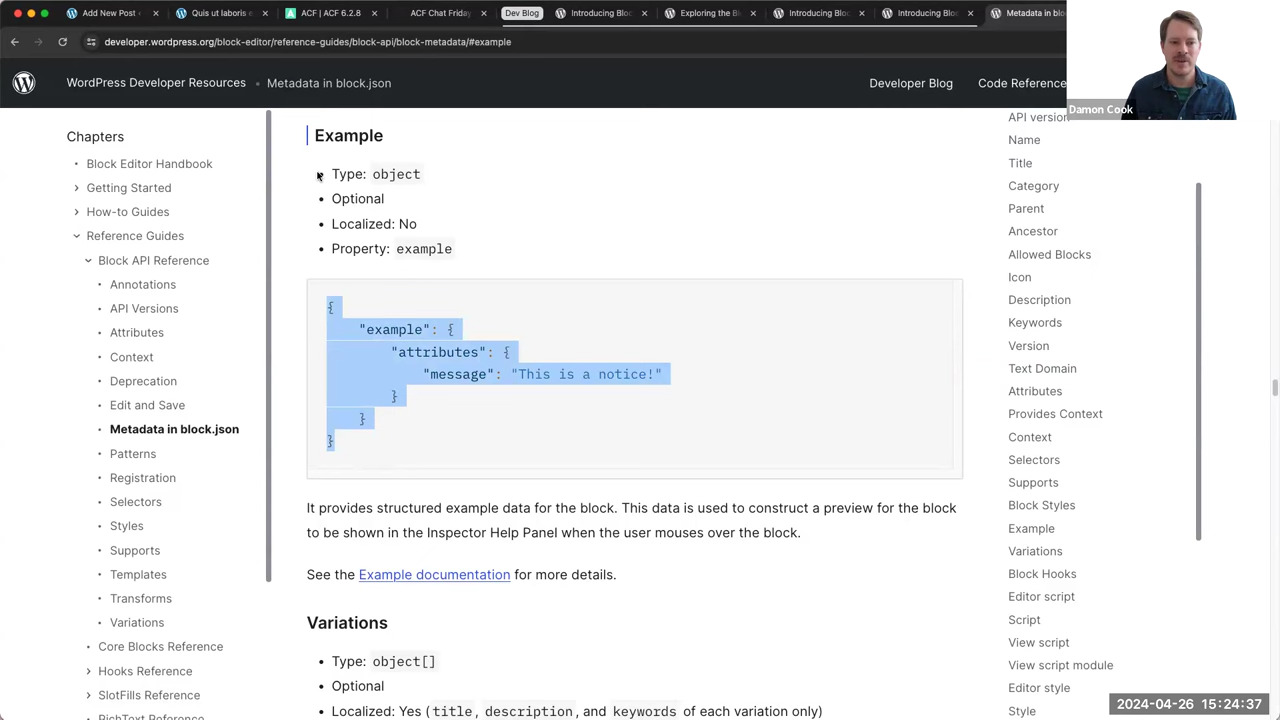 Add New Post
Quis ut laboris e
ACF | ACF 6.2.8
ACF Chat Friday
Dev Blog
Introducing Bloc
Exploring the Blo
Introducing Bloc
Introducing Bloc
Metadata in bloc
developer.wordpress.org/block-editor/reference-guides/block-api/block-metadata/#example
WordPress Developer Resources
Metadata in block.json
Developer Blog
Code Reference
Damon Cook
Chapters
Block Editor Handbook
Getting Started
How-to Guides
Reference Guides
Block API Reference
Annotations
API Versions
Attributes
Context
Deprecation
Edit and Save
Metadata in block.json
Patterns
Registration
Selectors
Styles
Supports
Templates
Transforms
Variations
Core Blocks Reference
Hooks Reference
SlotFills Reference
RichText Reference
Example
Type: object
Optional
Localized: No
Property: example
{
"example": {
"attributes": {
"message": "This is a notice!"
}
}
}
It provides structured example data for the block. This data is used to construct a preview for the block
to be shown in the Inspector Help Panel when the user mouses over the block.
See the Example documentation for more details.
Variations
Type: object[]
Optional
Localized: Yes (title, description, and keywords of each variation only)
API version
Name
Title
Category
Parent
Ancestor
Allowed Blocks
Icon
Description
Keywords
Version
Text Domain
Attributes
Provides Context
Context
Selectors
Supports
Block Styles
Example
Variations
Block Hooks
Editor script
Script
View script
View script module
Editor style
Style
2024-04-26 15:24:37